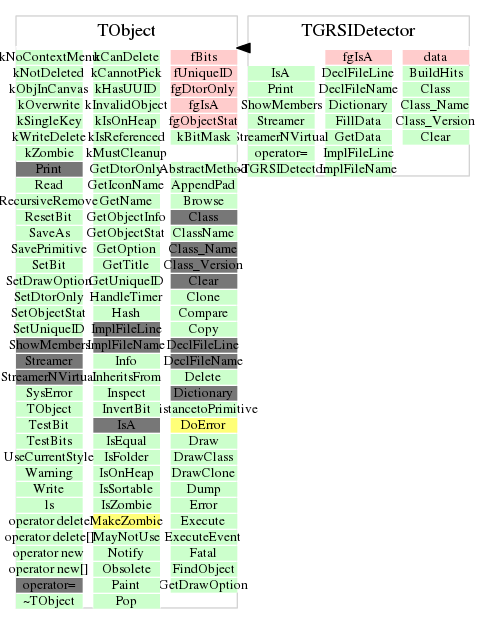 TObject TGRSIDetector
kNoContextMenu kCanDelete fBits fgIsA data
kNotDeleted kCannotPick fUniqueID IsA DeclFileLine BuildHits
kObjInCanvas kHasUUID fgDtorOnly Print DeclFileName Class
kOverwrite kInvalidObject fgIsA ShowMembers Dictionary Class_Name
kSingleKey kIsOnHeap fgObjectStat Streamer FillData Class_Version
kWriteDelete kIsReferenced kBitMask StreamerNVirtual GetData Clear
kZombie kMustCleanup operator= ImplFileLine
Print GetDtorOnly AbstractMethod ~TGRSIDetector ImplFileName
Read GetIconName AppendPad
RecursiveRemove GetName Browse
ResetBit GetObjectInfo Class
SaveAs GetObjectStat ClassName
SavePrimitive GetOption Class_Name
SetBit GetTitle Class_Version
SetDrawOption GetUniqueID Clear
SetDtorOnly HandleTimer Clone
SetObjectStat Hash Compare
SetUniqueID ImplFileLine Copy
ShowMembers ImplFileName DeclFileLine
Streamer Info DeclFileName
StreamerNVirtual InheritsFrom Delete
SysError Inspect Dictionary
TObject InvertBit istancetoPrimitive
TestBit IsA DoError
TestBits IsEqual Draw
UseCurrentStyle IsFolder DrawClass
Warning IsOnHeap DrawClone
Write IsSortable Dump
ls IsZombie Error
operator delete MakeZombie Execute
operator delete[] MayNotUse ExecuteEvent
operator new Notify Fatal
operator new[] Obsolete FindObject
operator= Paint GetDrawOption
~TObject Pop